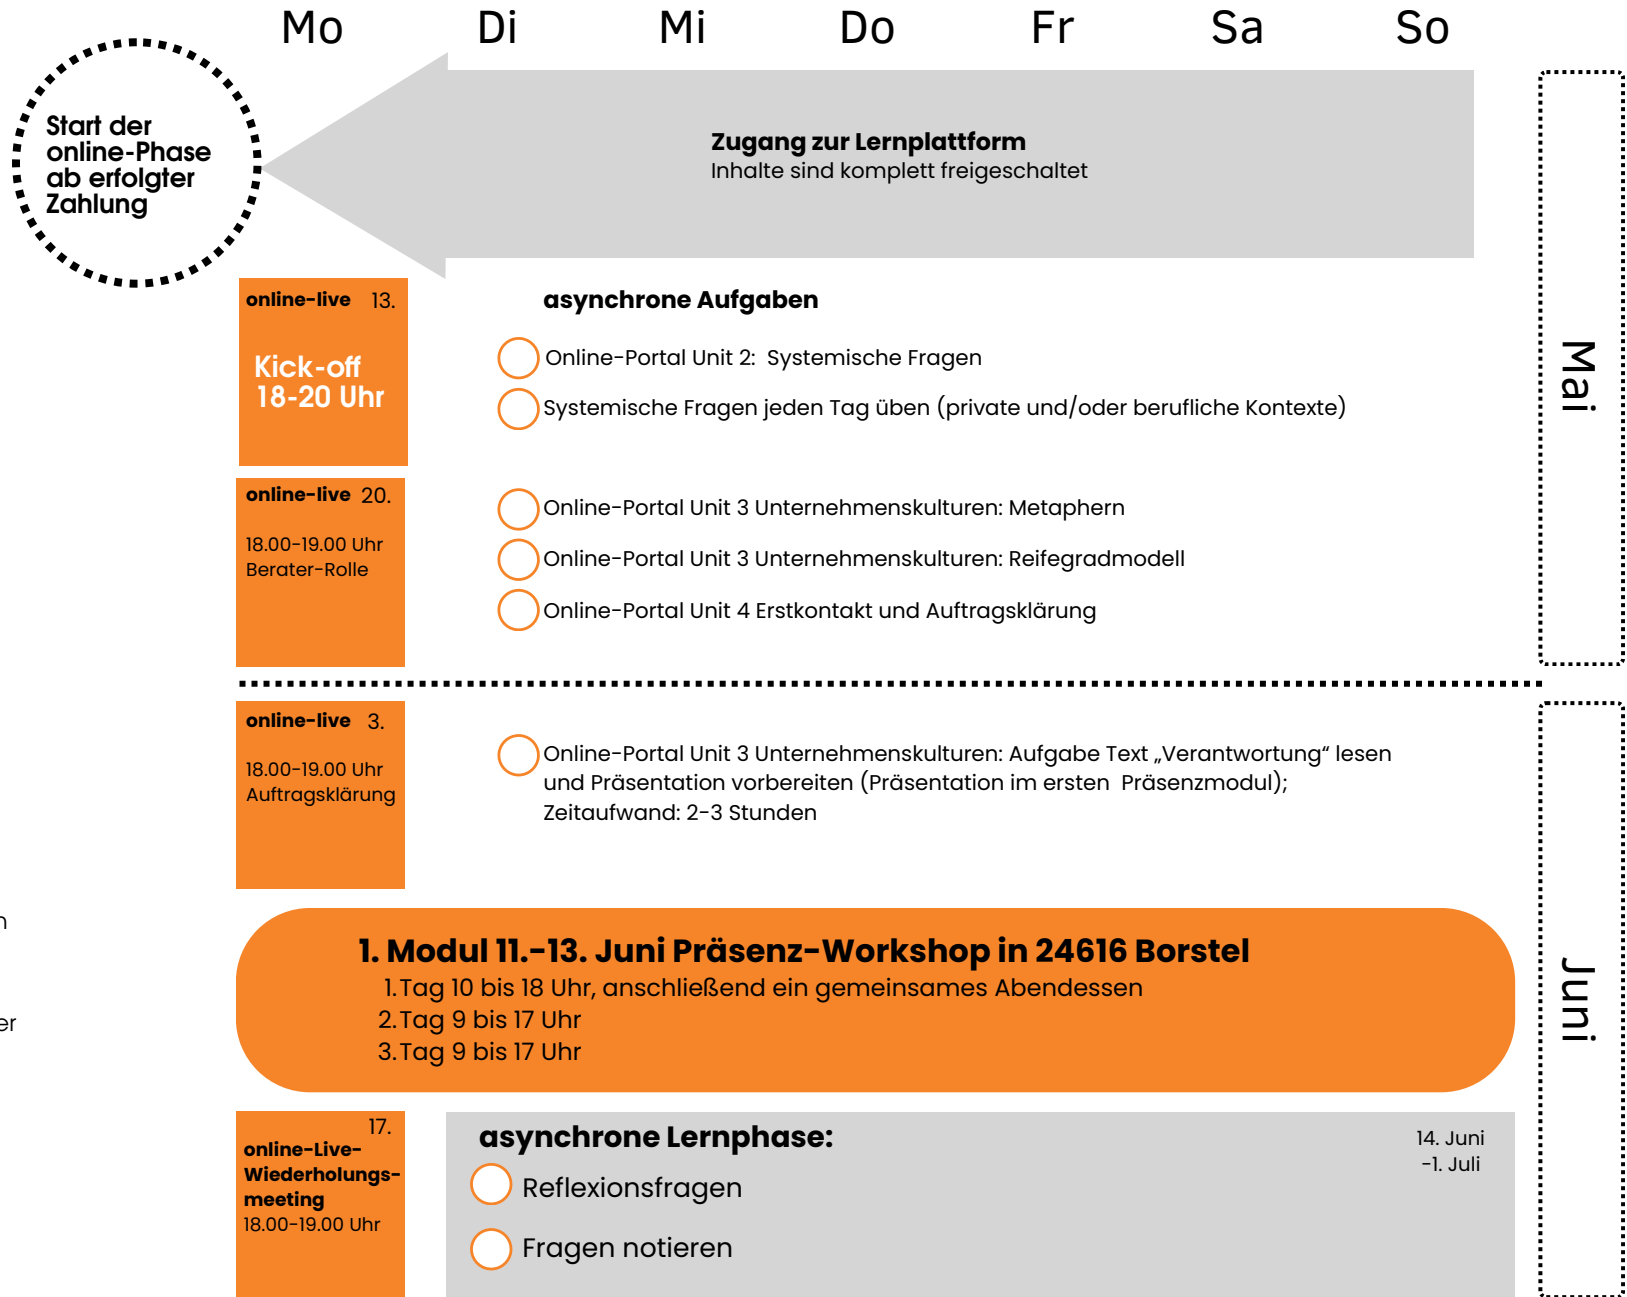 Mo Di Mi Do Fr Sa So
Start der
online-Phase
ab erfolgter
Zahlung
Zugang zur Lernplattform
Inhalte sind komplett freigeschaltet
Mai
online-live 13.
Kick-off
18-20 Uhr
asynchrone Aufgaben
Online-Portal Unit 2: Systemische Fragen
Systemische Fragen jeden Tag üben (private und/oder berufliche Kontexte)
online-live 20.
18.00-19.00 Uhr
Berater-Rolle
Online-Portal Unit 3 Unternehmenskulturen: Metaphern
Online-Portal Unit 3 Unternehmenskulturen: Reifegradmodell
Online-Portal Unit 4 Erstkontakt und Auftragsklärung
Juni
online-live 3.
18.00-19.00 Uhr
Auftragsklärung
Online-Portal Unit 3 Unternehmenskulturen: Aufgabe Text „Verantwortung“ lesen
und Präsentation vorbereiten (Präsentation im ersten Präsenzmodul);
Zeitaufwand: 2-3 Stunden
1. Modul 11.-13. Juni Präsenz-Workshop in 24616 Borstel
1. Tag 10 bis 18 Uhr, anschließend ein gemeinsames Abendessen
2. Tag 9 bis 17 Uhr
3. Tag 9 bis 17 Uhr
17.
online-Live-
Wiederholungs-
meeting
18.00-19.00 Uhr
asynchrone Lernphase:
Reflexionsfragen
Fragen notieren
14. Juni
-1. Juli